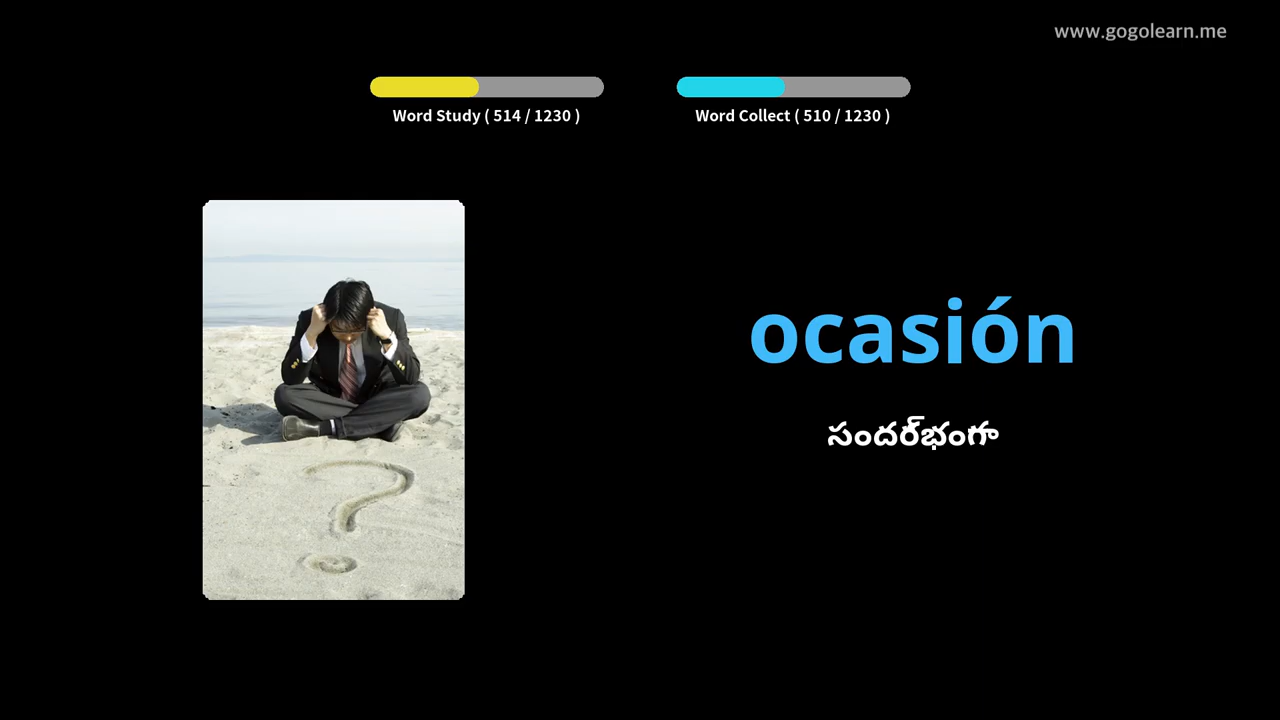 www.gogolearn.me
Word Study ( 514 / 1230 )
Word Collect ( 510 / 1230 )
ocasión
సందర్భంగా
?